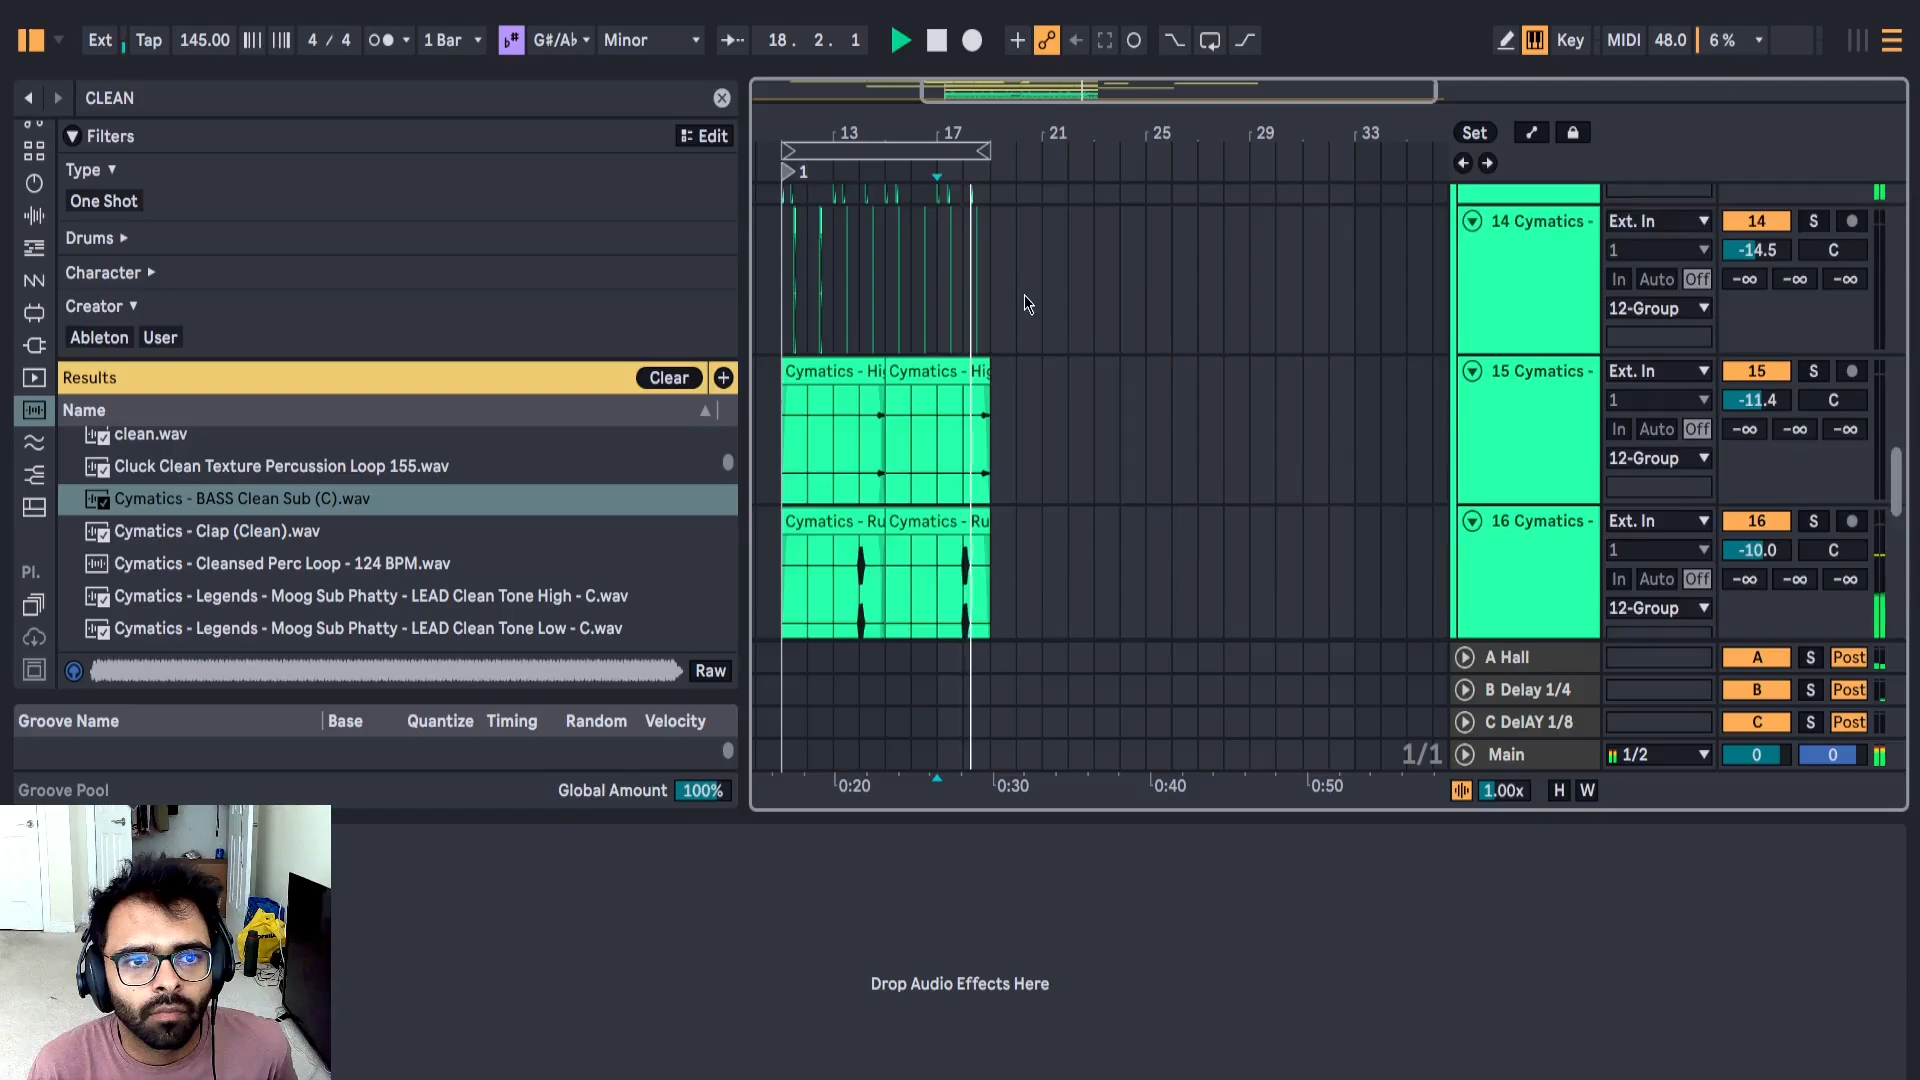 Ext Tap 145.00 4 / 4 1 Bar G#/Ab Minor 18. 2. 1 Key MIDI 48.0 6 %
CLEAN
Filters Edit
Type
One Shot
Drums
Character
Creator
Ableton User
Results Clear
Name
clean.wav
Cluck Clean Texture Percussion Loop 155.wav
Cymatics - BASS Clean Sub (C).wav
Cymatics - Clap (Clean).wav
Cymatics - Cleansed Perc Loop - 124 BPM.wav
Cymatics - Legends - Moog Sub Phatty - LEAD Clean Tone High - C.wav
Cymatics - Legends - Moog Sub Phatty - LEAD Clean Tone Low - C.wav
Pl.
Raw
Groove Name Base Quantize Timing Random Velocity
Groove Pool Global Amount 100%
13 17 21 25 29 33
1
Set
14 Cymatics - Ext. In 14 S
1 -14.5 C
In Auto Off -∞ -∞ -∞
12-Group
Cymatics - Hi Cymatics - Hi
15 Cymatics - Ext. In 15 S
1 -11.4 C
In Auto Off -∞ -∞ -∞
12-Group
Cymatics - Ru Cymatics - Ru
16 Cymatics - Ext. In 16 S
1 -10.0 C
In Auto Off -∞ -∞ -∞
12-Group
A Hall A S Post
B Delay 1/4 B S Post
C DelAY 1/8 C S Post
1/1 Main 1/2 0 0
0:20 0:30 0:40 0:50
1.00x H W
Drop Audio Effects Here